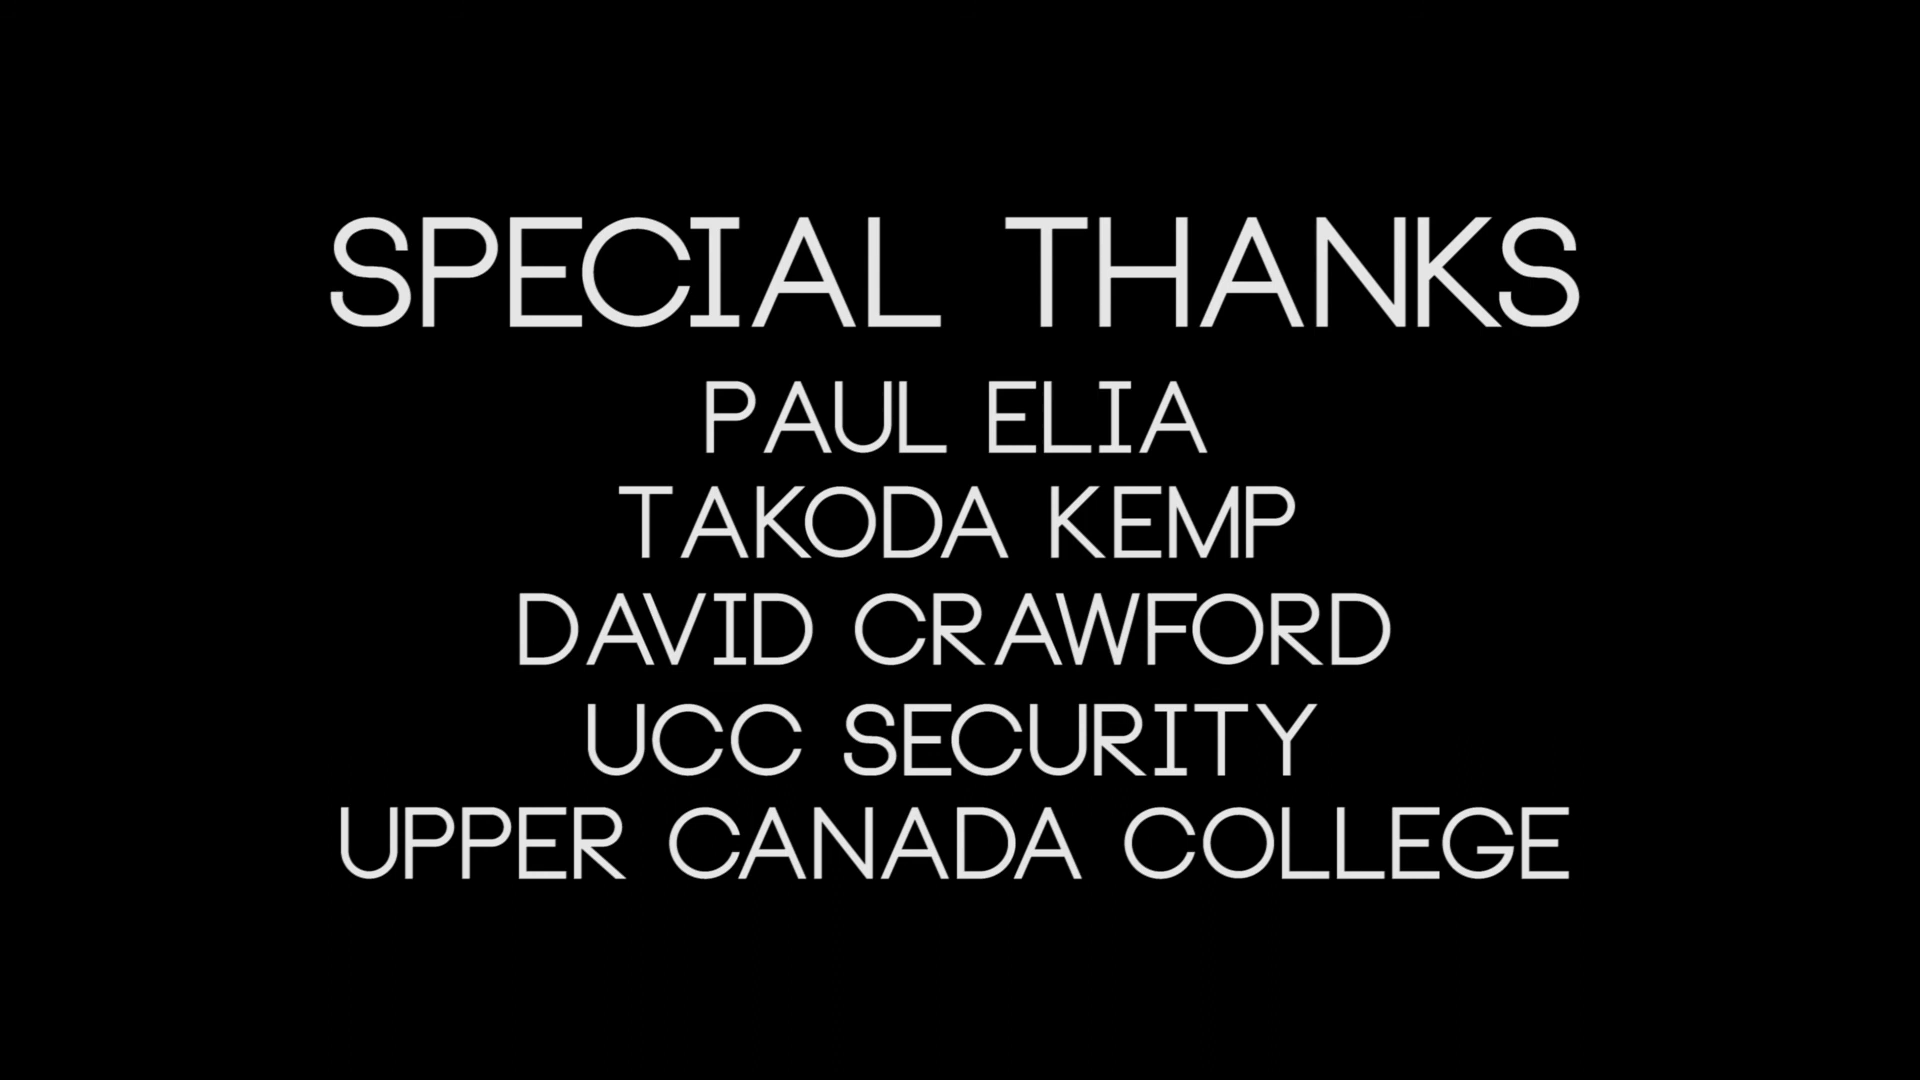 SPECIAL THANKS
PAUL ELIA
TAKODA KEMP
DAVID CRAWFORD
UCC SECURITY
UPPER CANADA COLLEGE